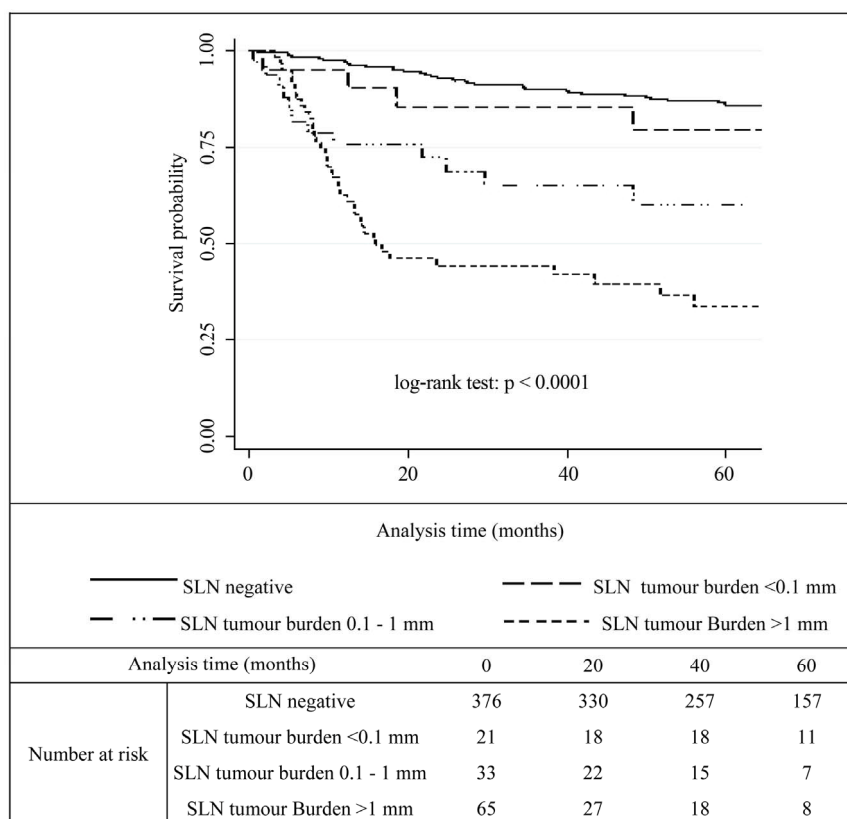 1.00
0.75
0.50
0.25
0.00
Survival probability
log-rank test: p < 0.0001
0 20 40 60
Analysis time (months)
SLN negative SLN tumour burden <0.1 mm
SLN tumour burden 0.1 - 1 mm SLN tumour Burden >1 mm
Analysis time (months) 0 20 40 60
Number at risk
SLN negative 376 330 257 157
SLN tumour burden <0.1 mm 21 18 18 11
SLN tumour burden 0.1 - 1 mm 33 22 15 7
SLN tumour Burden >1 mm 65 27 18 8